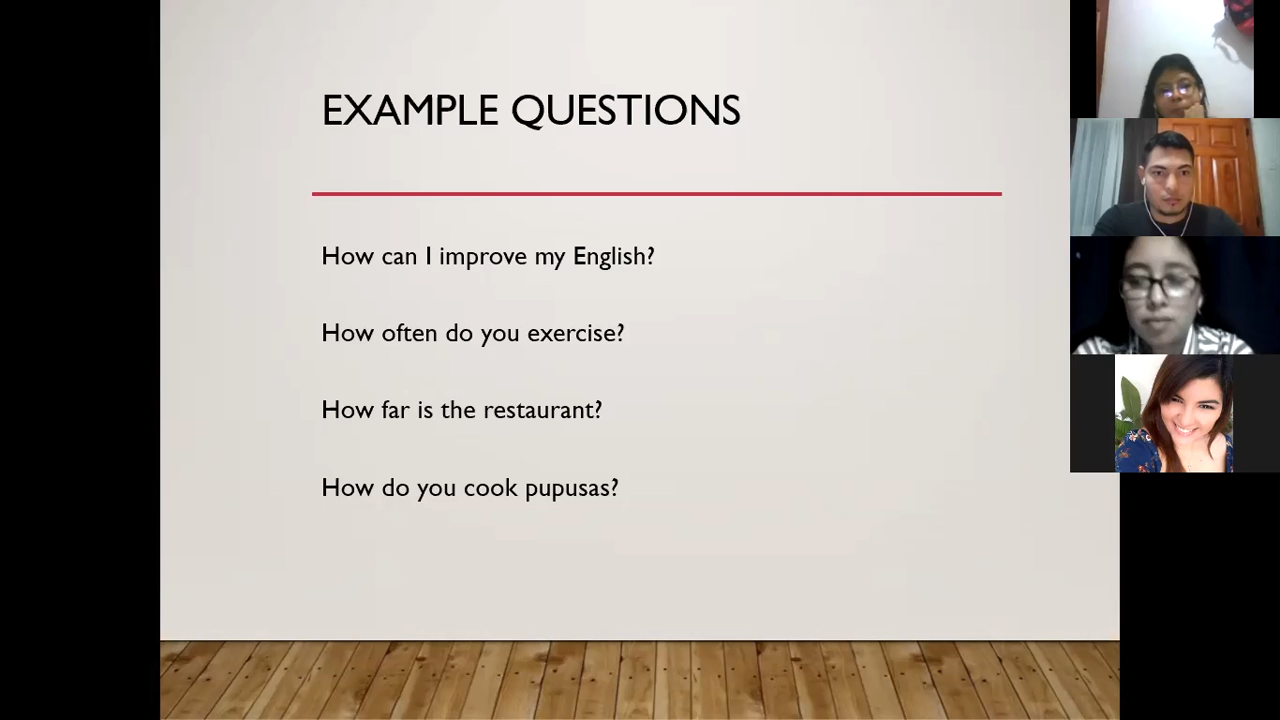 EXAMPLE QUESTIONS
How can I improve my English?
How often do you exercise?
How far is the restaurant?
How do you cook pupusas?